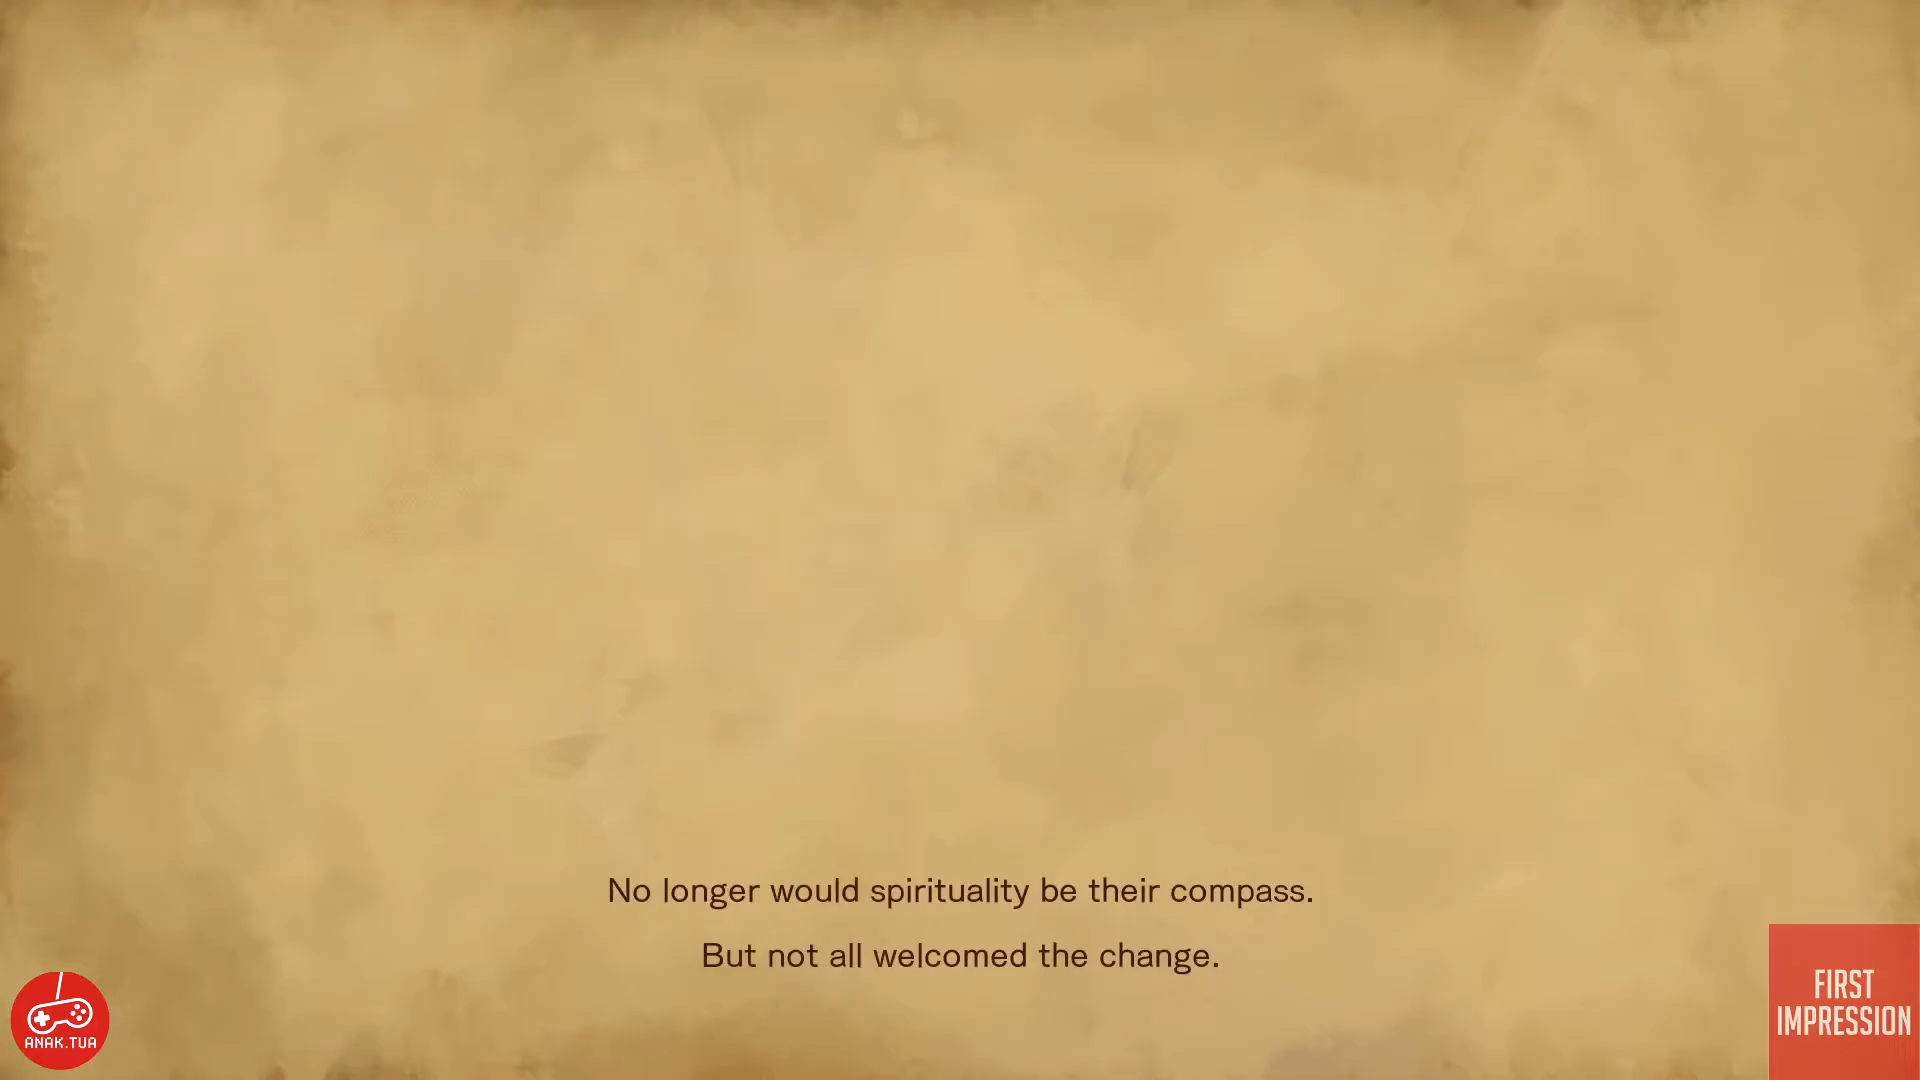 No longer would spirituality be their compass.
But not all welcomed the change.
ANAK.TUA
FIRST
IMPRESSION